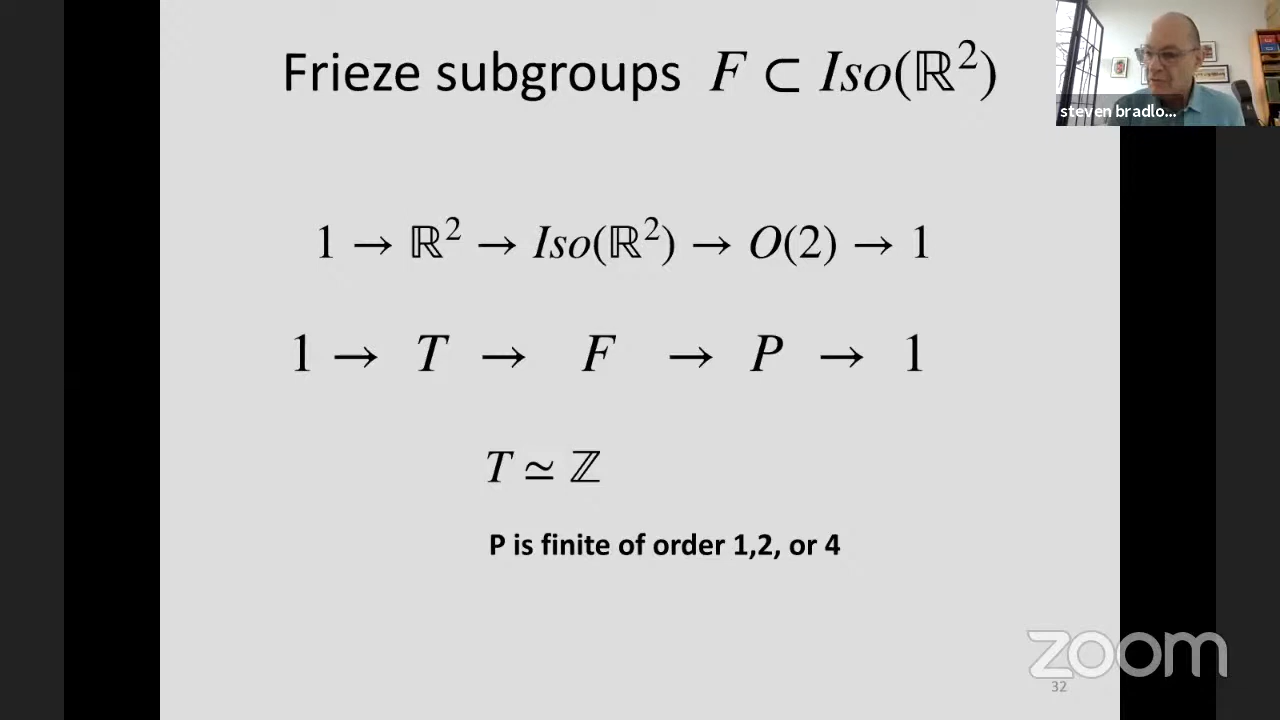 Frieze subgroups F ⊂ Iso(ℝ²)
steven bradlo...
1 → ℝ² → Iso(ℝ²) → O(2) → 1
1 → T → F → P → 1
T ≃ ℤ
P is finite of order 1,2, or 4
zoom
32